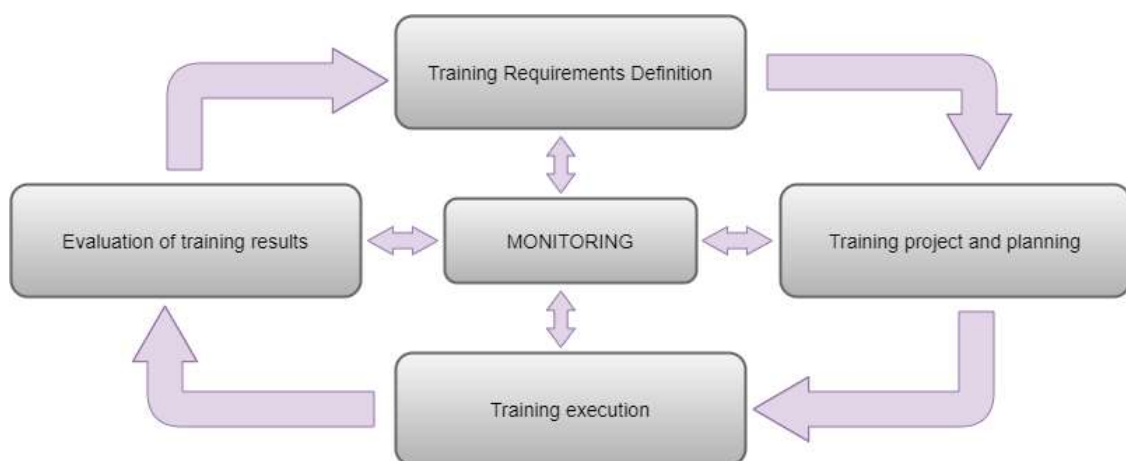 Training Requirements Definition
Evaluation of training results
MONITORING
Training project and planning
Training execution